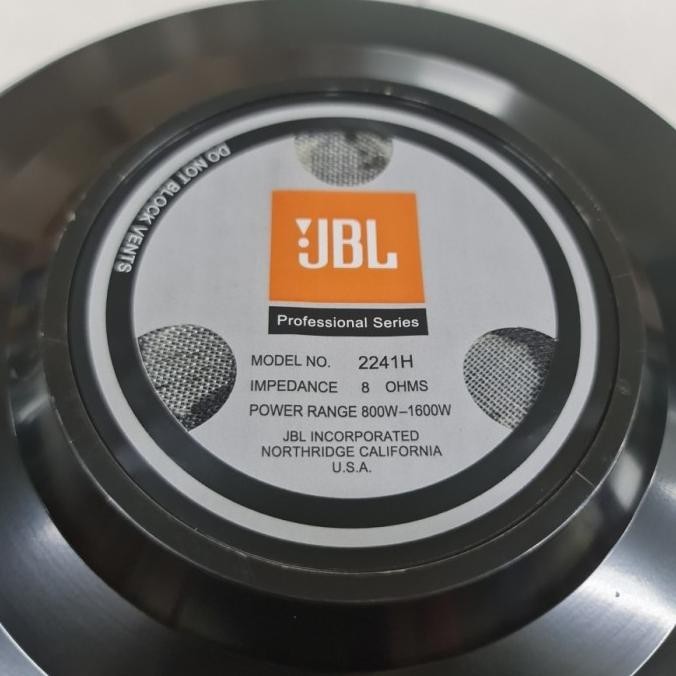 DO NOT BLOCK VENTS
JBL
Professional Series
MODEL NO. 2241H
IMPEDANCE 8 OHMS
POWER RANGE 800W–1600W
JBL INCORPORATED
NORTHRIDGE CALIFORNIA
U.S.A.